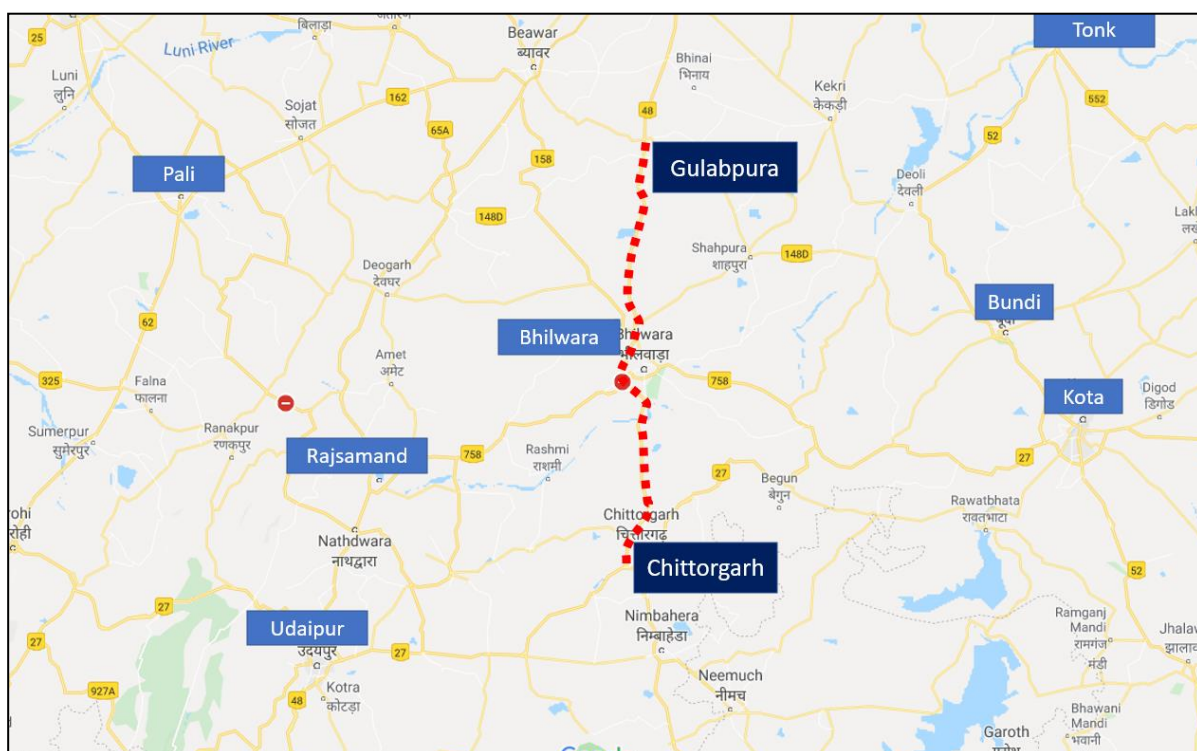 Tonk
25
Luni River
बिलाड़ा
Beawar
ब्यावर
Bhinai
भिनाय
Kekri
केकड़ी
Luni
लुनि
Sojat
सोजत
162
48
552
65A
52
Pali
158
Gulabpura
Deoli
देवली
148D
Shahpura
शाहपुरा
148D
Deogarh
देवघर
Bundi
62
Bhilwara
Bhilwara
भीलवाड़ा
Amet
अमेट
325
Falna
फालना
758
Digod
डिगोद
Kota
Sumerpur
सुमेरपुर
Ranakpur
रणकपुर
Rajsamand
758
Rashmi
राशमी
27
Begun
बेगुन
27
Rawatbhata
रावतभाटा
Chittorgarh
चित्तौरगढ़
Nathdwara
नाथद्वारा
Chittorgarh
52
27
27
Udaipur
उदयपुर
27
Nimbahera
निम्बाहेडा
Ramganj
Mandi
रामगंज
मंडी
Neemuch
नीमच
927A
48
Kotra
कोटड़ा
Bhawani
Mandi
भवानी
Garoth